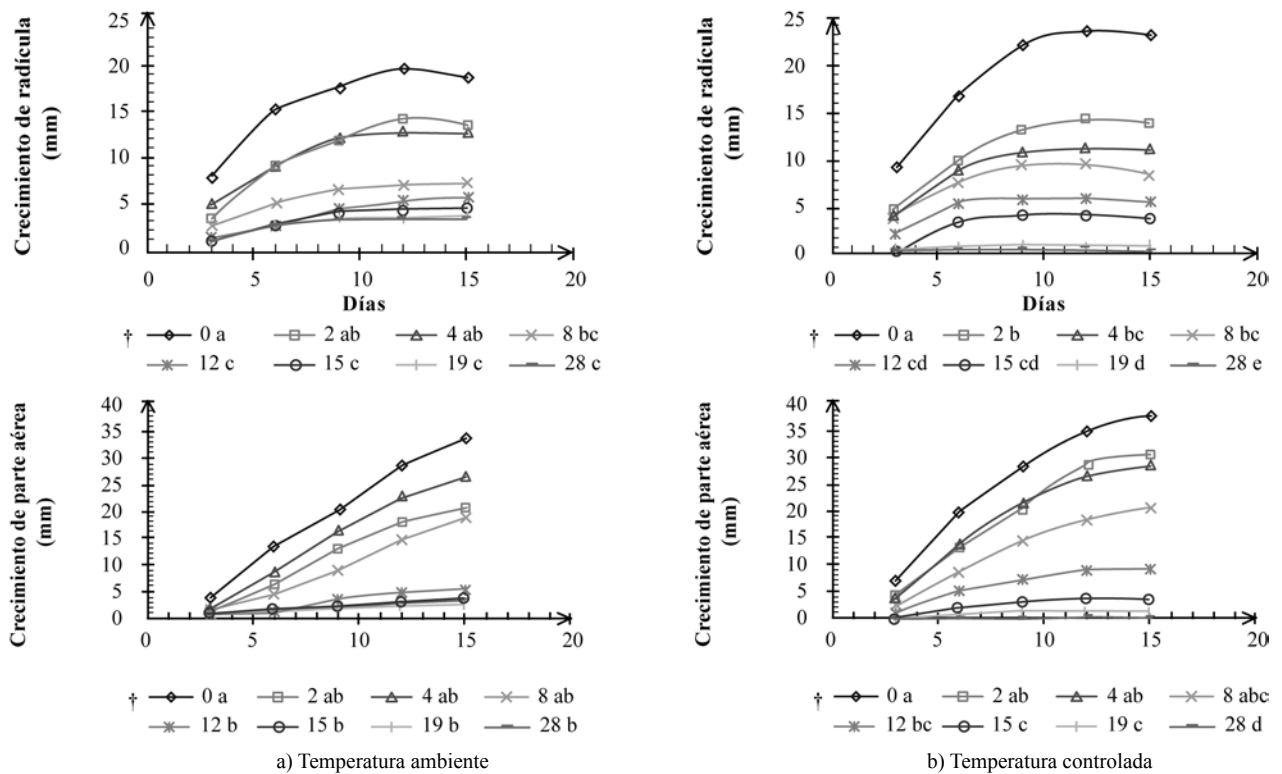 Crecimiento de radícula
(mm)
25
20
15
10
5
0
0
5
10
15
20
Días
† 0 a 2 ab 4 ab 8 bc
12 c 15 c 19 c 28 c
Crecimiento de radícula
(mm)
25
20
15
10
5
0
0
5
10
15
20
Días
† 0 a 2 b 4 bc 8 bc
12 cd 15 cd 19 d 28 e
Crecimiento de parte aérea
(mm)
40
35
30
25
20
15
10
5
0
0
5
10
15
20
† 0 a 2 ab 4 ab 8 ab
12 b 15 b 19 b 28 b
a) Temperatura ambiente
Crecimiento de parte aérea
(mm)
40
35
30
25
20
15
10
5
0
0
5
10
15
20
† 0 a 2 ab 4 ab 8 abc
12 bc 15 c 19 c 28 d
b) Temperatura controlada